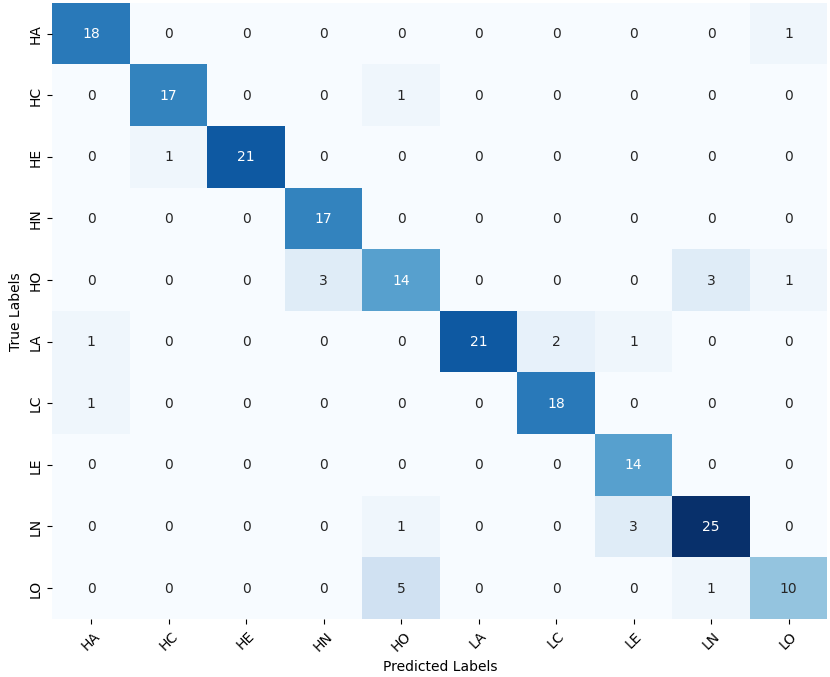 True Labels
HA 18 0 0 0 0 0 0 0 0 1
HC 0 17 0 0 1 0 0 0 0 0
HE 0 1 21 0 0 0 0 0 0 0
HN 0 0 0 17 0 0 0 0 0 0
HO 0 0 0 3 14 0 0 0 3 1
LA 1 0 0 0 0 21 2 1 0 0
LC 1 0 0 0 0 0 18 0 0 0
LE 0 0 0 0 0 0 0 14 0 0
LN 0 0 0 0 1 0 0 3 25 0
LO 0 0 0 0 5 0 0 0 1 10
HA HC HE HN HO LA LC LE LN LO
Predicted Labels